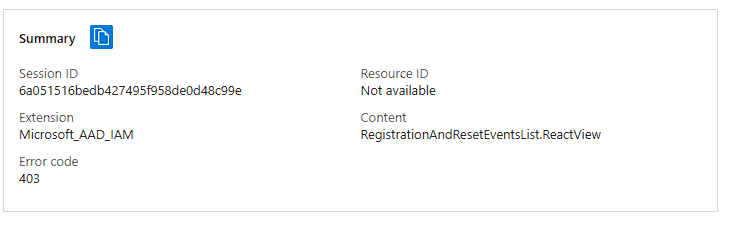 Summary
Session ID
6a051516bedb427495f958de0d48c99e
Resource ID
Not available
Extension
Microsoft_AAD_IAM
Content
RegistrationAndResetEventsList.ReactView
Error code
403